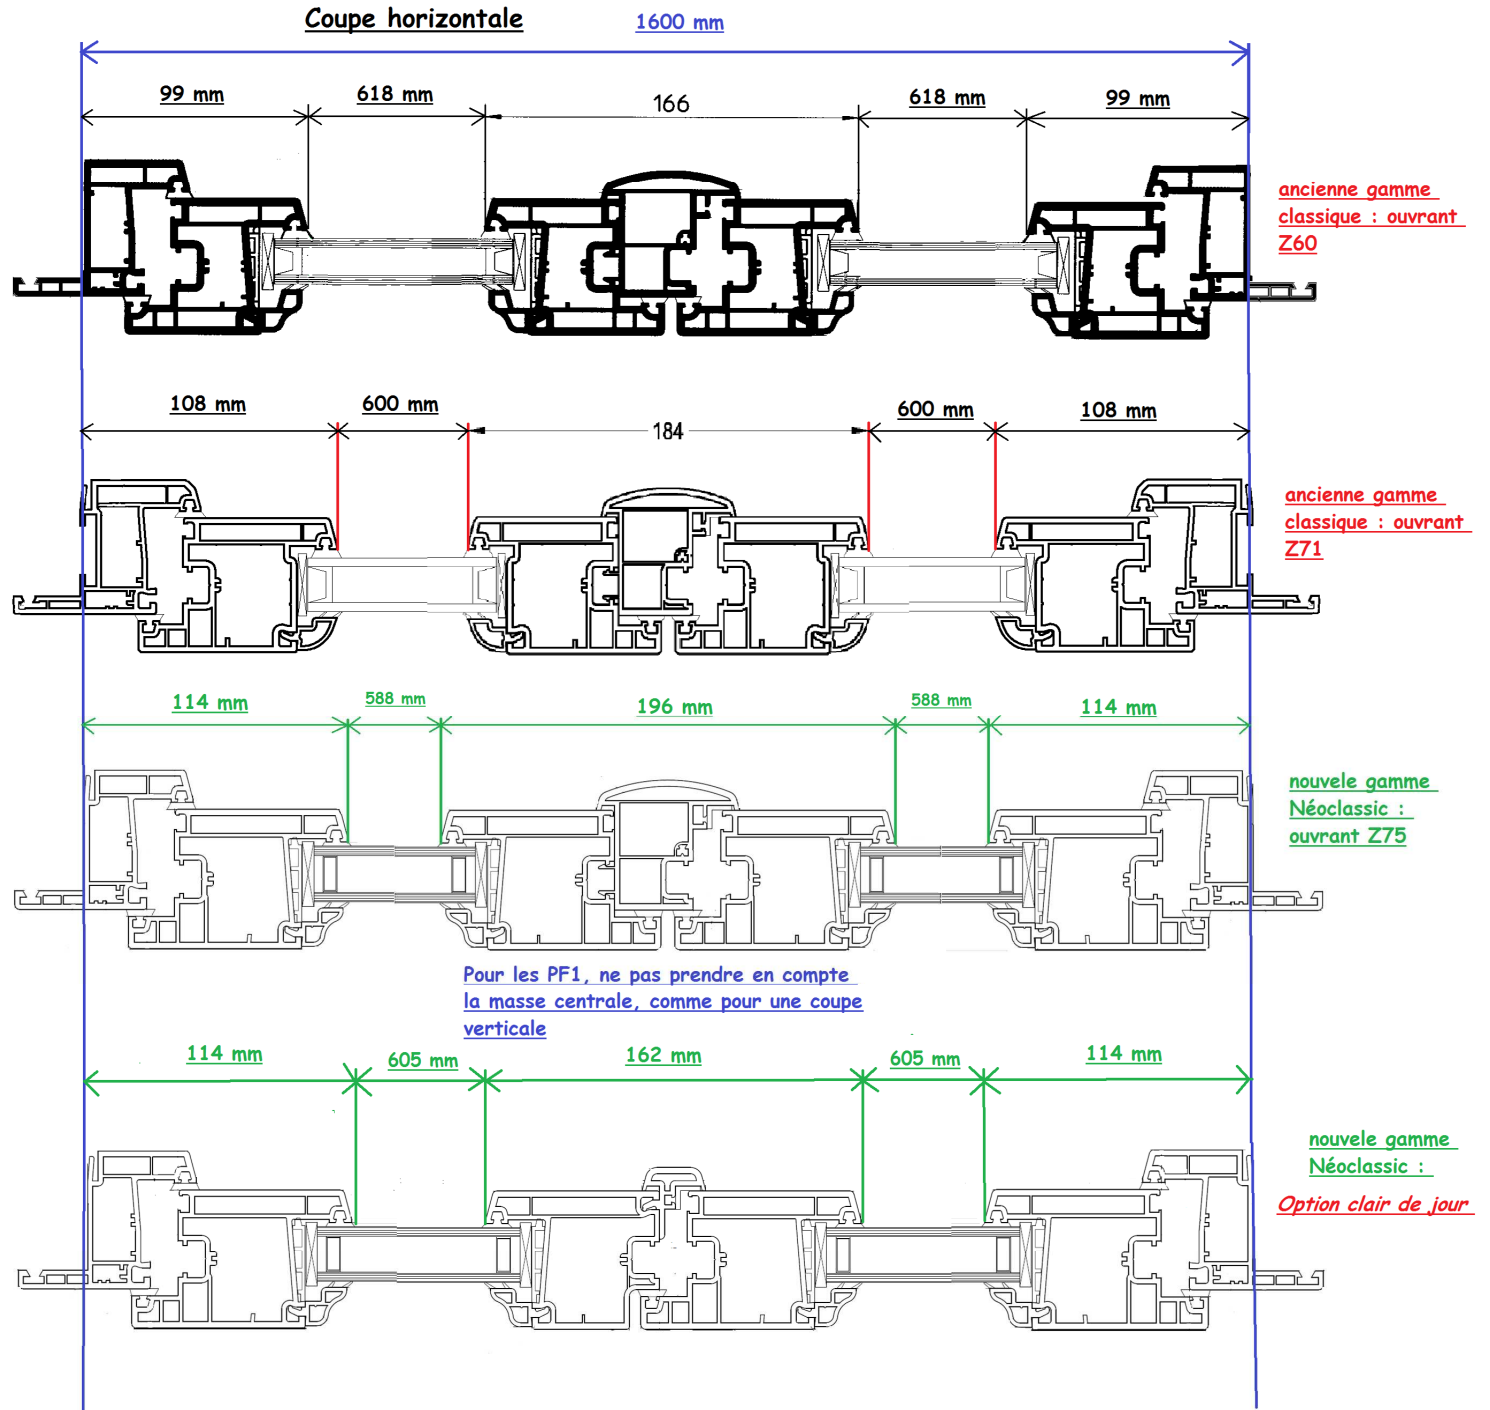 Coupe horizontale
1600 mm
99 mm
618 mm
166
618 mm
99 mm
ancienne gamme
classique : ouvrant
Z60
108 mm
600 mm
184
600 mm
108 mm
ancienne gamme
classique : ouvrant
Z71
114 mm
588 mm
196 mm
588 mm
114 mm
nouvele gamme
Néoclassic :
ouvrant Z75
Pour les PF1, ne pas prendre en compte
la masse centrale, comme pour une coupe
verticale
114 mm
605 mm
162 mm
605 mm
114 mm
nouvele gamme
Néoclassic :
Option clair de jour